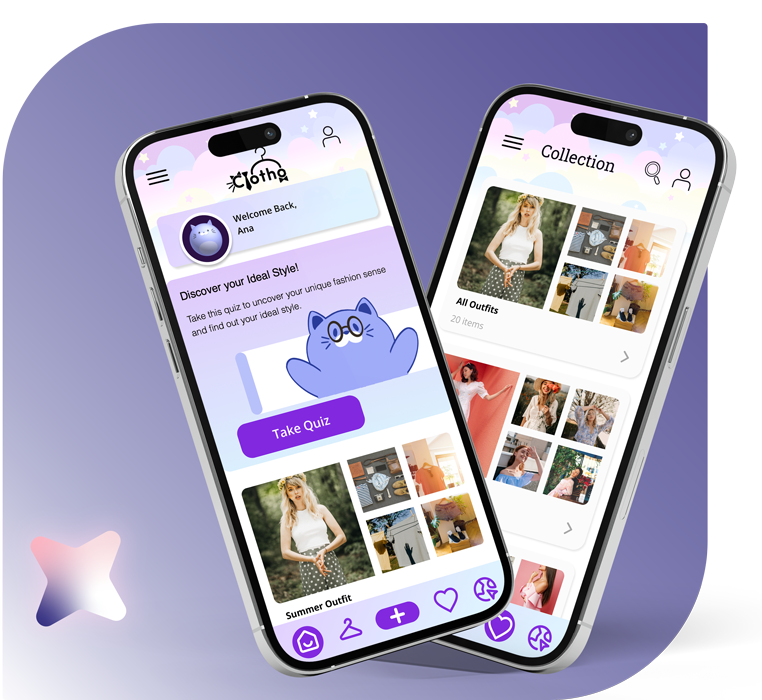 Clotho
Welcome Back,
Ana
Discover your Ideal Style!
Take this quiz to uncover your unique fashion sense
and find out your ideal style.
Take Quiz
Summer Outfit
Collection
All Outfits
20 items